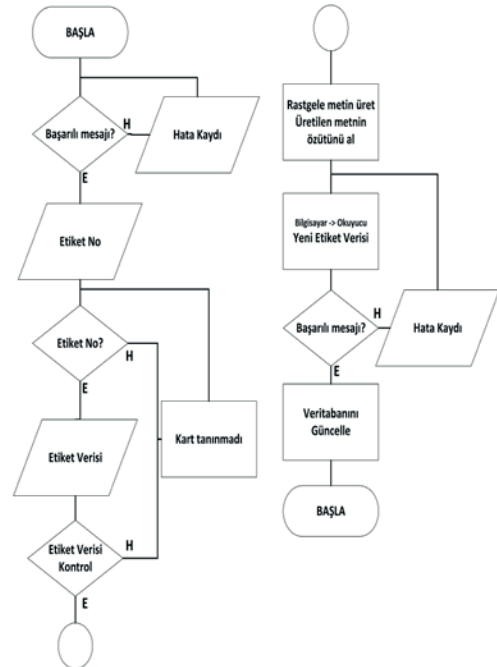 BAŞLA
Başarılı mesajı?
H
Hata Kaydı
E
Etiket No
Etiket No?
H
E
Kart tanınmadı
Etiket Verisi
Etiket Verisi
Kontrol
H
E
Rastgele metin üret
Üretilen metnin
özütünü al
Bilgisayar -> Okuyucu
Yeni Etiket Verisi
Başarılı mesajı?
H
Hata Kaydı
E
Veritabanını
Güncelle
BAŞLA